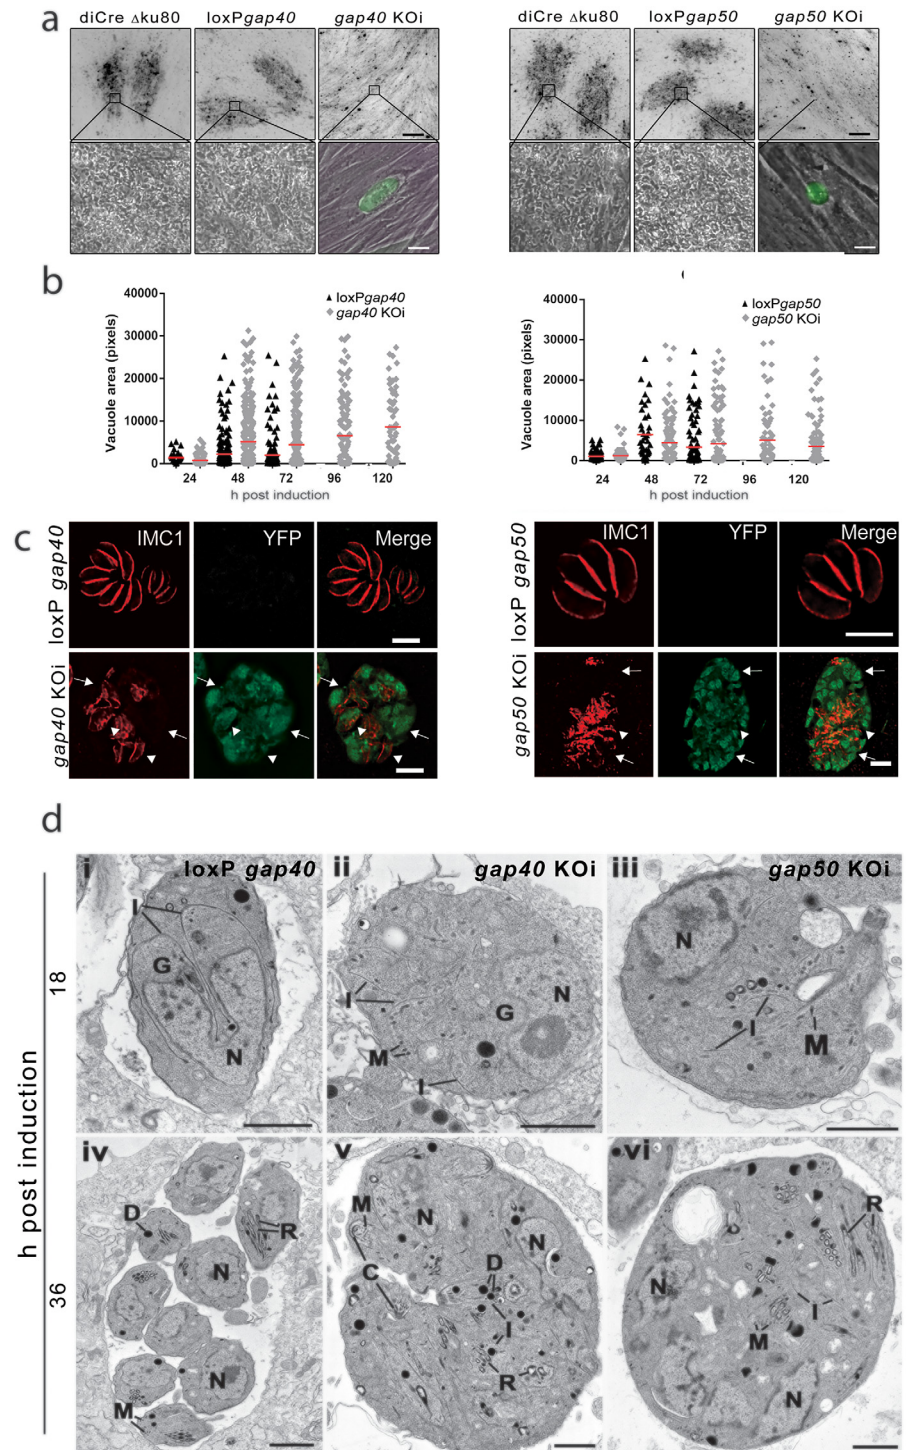 a
diCre Δku80 loxPgap40 gap40 KOi
diCre Δku80 loxPgap50 gap50 KOi
b
40000
30000
20000
10000
0
Vacuole area (pixels)
loxPgap40
gap40 KOi
24 48 72 96 120
h post induction
40000
30000
20000
10000
0
Vacuole area (pixels)
loxPgap50
gap50 KOi
24 48 72 96 120
h post induction
c
loxP gap40
IMC1 YFP Merge
gap40 KOi
loxP gap50
IMC1 YFP Merge
gap50 KOi
d
h post induction
18
36
i loxP gap40
I
G
N
ii gap40 KOi
I
N
G
M
I
iii gap50 KOi
N
I
M
iv
D
R
N
N
M
v
M
N
N
C
D
I
R
vi
R
N
I
M
N